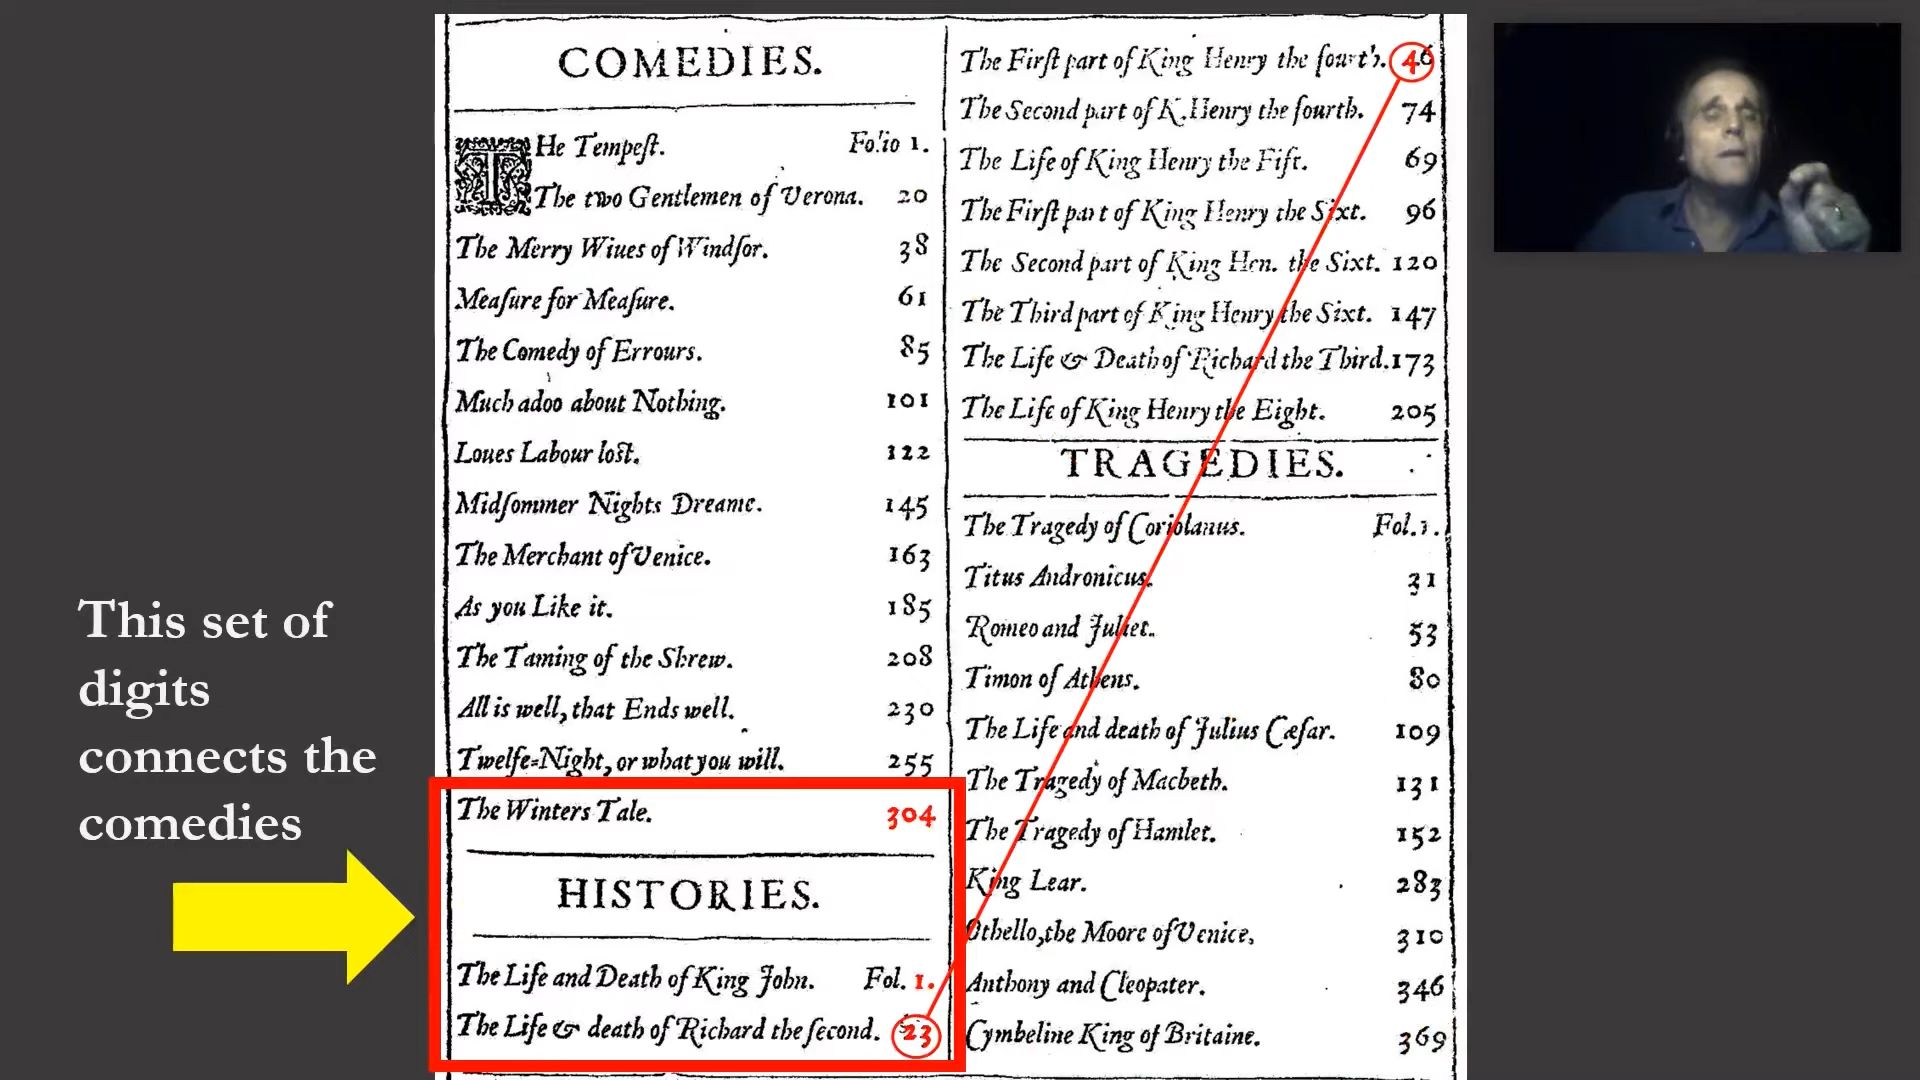 This set of
digits
connects the
comedies
COMEDIES.
THe Tempeſt. Folio 1.
The two Gentlemen of Verona. 20
The Merry Wiues of Windſor. 38
Meaſure for Meaſure. 61
The Comedy of Errours. 85
Much adoo about Nothing. 101
Loues Labour loſt. 122
Midſommer Nights Dreame. 145
The Merchant of Venice. 163
As you Like it. 185
The Taming of the Shrew. 208
All is well, that Ends well. 230
Twelfe-Night, or what you will. 255
The Winters Tale. 304
HISTORIES.
The Life and Death of King John. Fol. 1.
The Life & death of Richard the ſecond. 23
The Firſt part of King Henry the fourth. 46
The Second part of K. Henry the fourth. 74
The Life of King Henry the Fift. 69
The Firſt part of King Henry the Sixt. 96
The Second part of King Hen. the Sixt. 120
The Third part of King Henry the Sixt. 147
The Life & Death of Richard the Third. 173
The Life of King Henry the Eight. 205
TRAGEDIES.
The Tragedy of Coriolanus. Fol. 1.
Titus Andronicus. 31
Romeo and Juliet. 53
Timon of Athens. 80
The Life and death of Julius Cæſar. 109
The Tragedy of Macbeth. 131
The Tragedy of Hamlet. 152
King Lear. 283
Othello, the Moore of Venice. 310
Anthony and Cleopater. 346
Cymbeline King of Britaine. 369